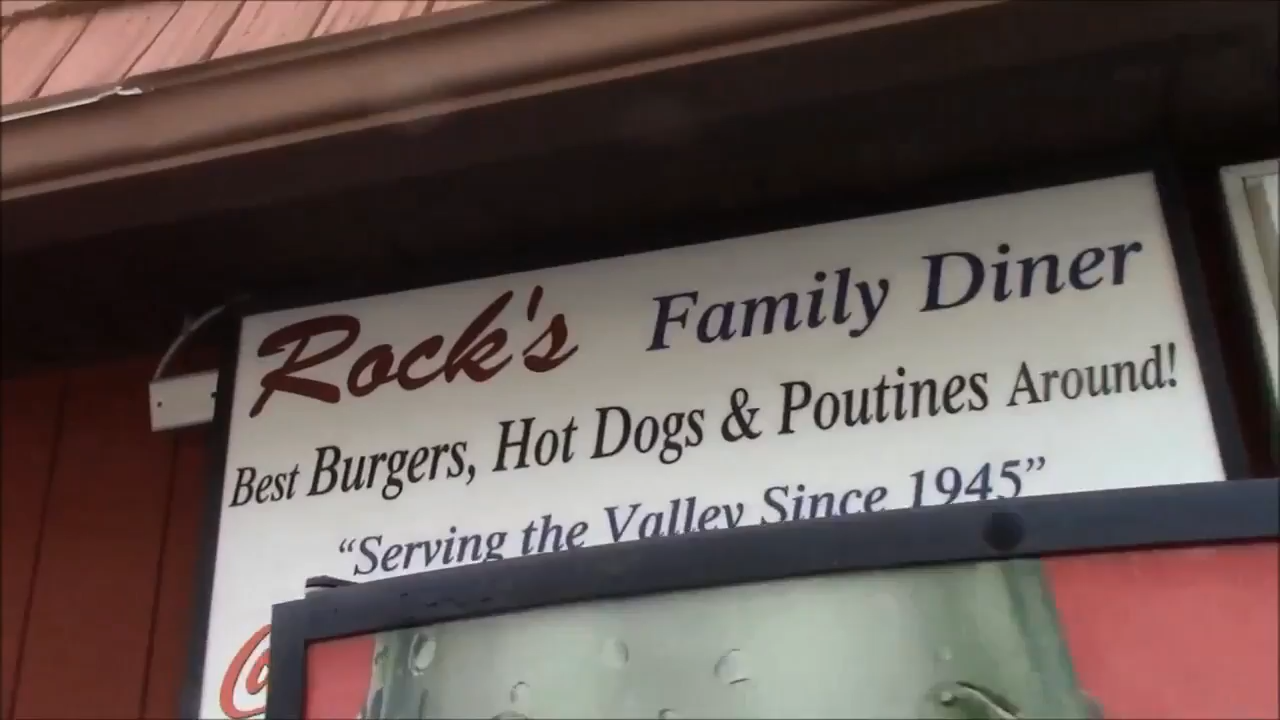 Rock's Family Diner
Best Burgers, Hot Dogs & Poutines Around!
“Serving the Valley Since 1945”